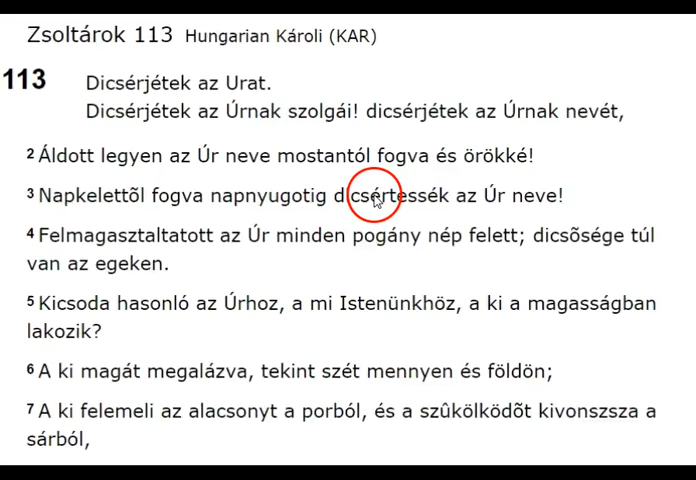 Zsoltárok 113 Hungarian Károli (KAR)
113 Dicsérjétek az Urat.
Dicsérjétek az Úrnak szolgái! dicsérjétek az Úrnak nevét,
2 Áldott legyen az Úr neve mostantól fogva és örökké!
3 Napkelettõl fogva napnyugotig dicsértessék az Úr neve!
4 Felmagasztaltatott az Úr minden pogány nép felett; dicsõsége túl
van az egeken.
5 Kicsoda hasonló az Úrhoz, a mi Istenünkhöz, a ki a magasságban
lakozik?
6 A ki magát megalázva, tekint szét mennyen és földön;
7 A ki felemeli az alacsonyt a porból, és a szûkölködõt kivonszsza a
sárból,